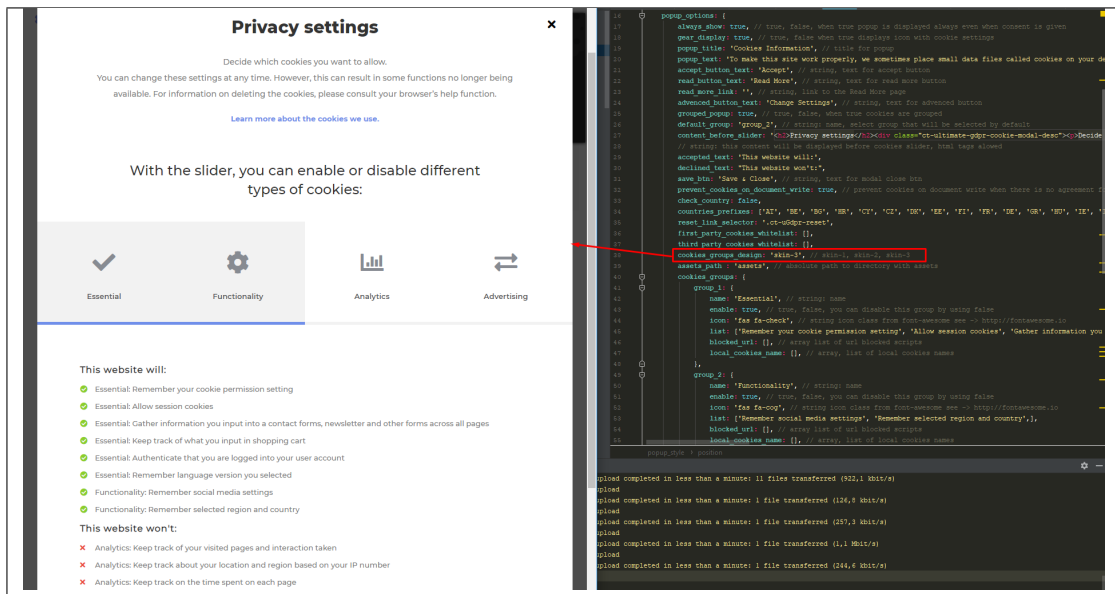 Privacy settings
×
Decide which cookies you want to allow.
You can change these settings at any time. However, this can result in some functions no longer being
available. For information on deleting the cookies, please consult your browser's help function.
Learn more about the cookies we use.
With the slider, you can enable or disable different
types of cookies:
Essential
Functionality
Analytics
Advertising
This website will:
Essential: Remember your cookie permission setting
Essential: Allow session cookies
Essential: Gather information you input into a contact forms, newsletter and other forms across all pages
Essential: Keep track of what you input in shopping cart
Essential: Authenticate that you are logged into your user account
Essential: Remember language version you selected
Functionality: Remember social media settings
Functionality: Remember selected region and country
This website won't:
Analytics: Keep track of your visited pages and interaction taken
Analytics: Keep track about your location and region based on your IP number
Analytics: Keep track on the time spent on each page
16 popup_options: {
17 always_show: true, // true, false, when true popup is displayed always even when consent is given
18 gear_display: true, // true, false when true displays icon with cookie settings
19 popup_title: 'Cookies Information', // title for popup
20 popup_text: 'To make this site work properly, we sometimes place small data files called cookies on your de
21 accept_button_text: 'Accept', // string, text for accept button
22 read_button_text: 'Read More', // string, text for read more button
23 read_more_link: '', // string, link to the Read More page
24 advenced_button_text: 'Change Settings', // string, text for advenced button
25 grouped_popup: true, // true, false, when true cookies are grouped
26 default_group: 'group_2', // string: name, select group that will be selected by default
27 content_before_slider: '<h2>Privacy settings</h2><div class="ct-ultimate-gdpr-cookie-modal-desc"><p>Decide
28 // string: this content will be displayed before cookies slider, html tags alowed
29 accepted_text: 'This website will:',
30 declined_text: "This website won't:",
31 save_btn: 'Save & Close', // string, text for modal close btn
32 prevent_cookies_on_document_write: true, // prevent cookies on document write when there is no agreement f
33 check_country: false,
34 countries_prefixes: ['AT', 'BE', 'BG', 'HR', 'CY', 'CZ', 'DK', 'EE', 'FI', 'FR', 'DE', 'GR', 'HU', 'IE',
35 reset_link_selector: '.ct-uGdpr-reset',
36 first_party_cookies_whitelist: [],
37 third_party_cookies_whitelist: [],
38 cookies_groups_design: 'skin-3', // skin-1, skin-2, skin-3
39 assets_path : 'assets', // absolute path to directory with assets
40 cookies_groups: {
41 group_1: {
42 name: 'Essential', // string: name
43 enable: true, // true, false, you can disable this group by using false
44 icon: 'fas fa-check', // string icon class from font-awesome see -> http://fontawesome.io
45 list: ['Remember your cookie permission setting', 'Allow session cookies', 'Gather information you
46 blocked_url: [], // array list of url blocked scripts
47 local_cookies_name: [], // array, list of local cookies names
48 },
49 group_2: {
50 name: 'Functionality', // string: name
51 enable: true, // true, false, you can disable this group by using false
52 icon: 'fas fa-cog', // string icon class from font-awesome see -> http://fontawesome.io
53 list: ['Remember social media settings', 'Remember selected region and country',],
54 blocked_url: [], // array list of url blocked scripts
55 local_cookies_name: [], // array, list of local cookies names
popup_style › position
upload completed in less than a minute: 11 files transferred (922,1 kbit/s)
upload
upload completed in less than a minute: 1 file transferred (126,8 kbit/s)
upload
upload completed in less than a minute: 1 file transferred (257,3 kbit/s)
upload
upload completed in less than a minute: 1 file transferred (1,1 Mbit/s)
upload
upload completed in less than a minute: 1 file transferred (244,6 kbit/s)